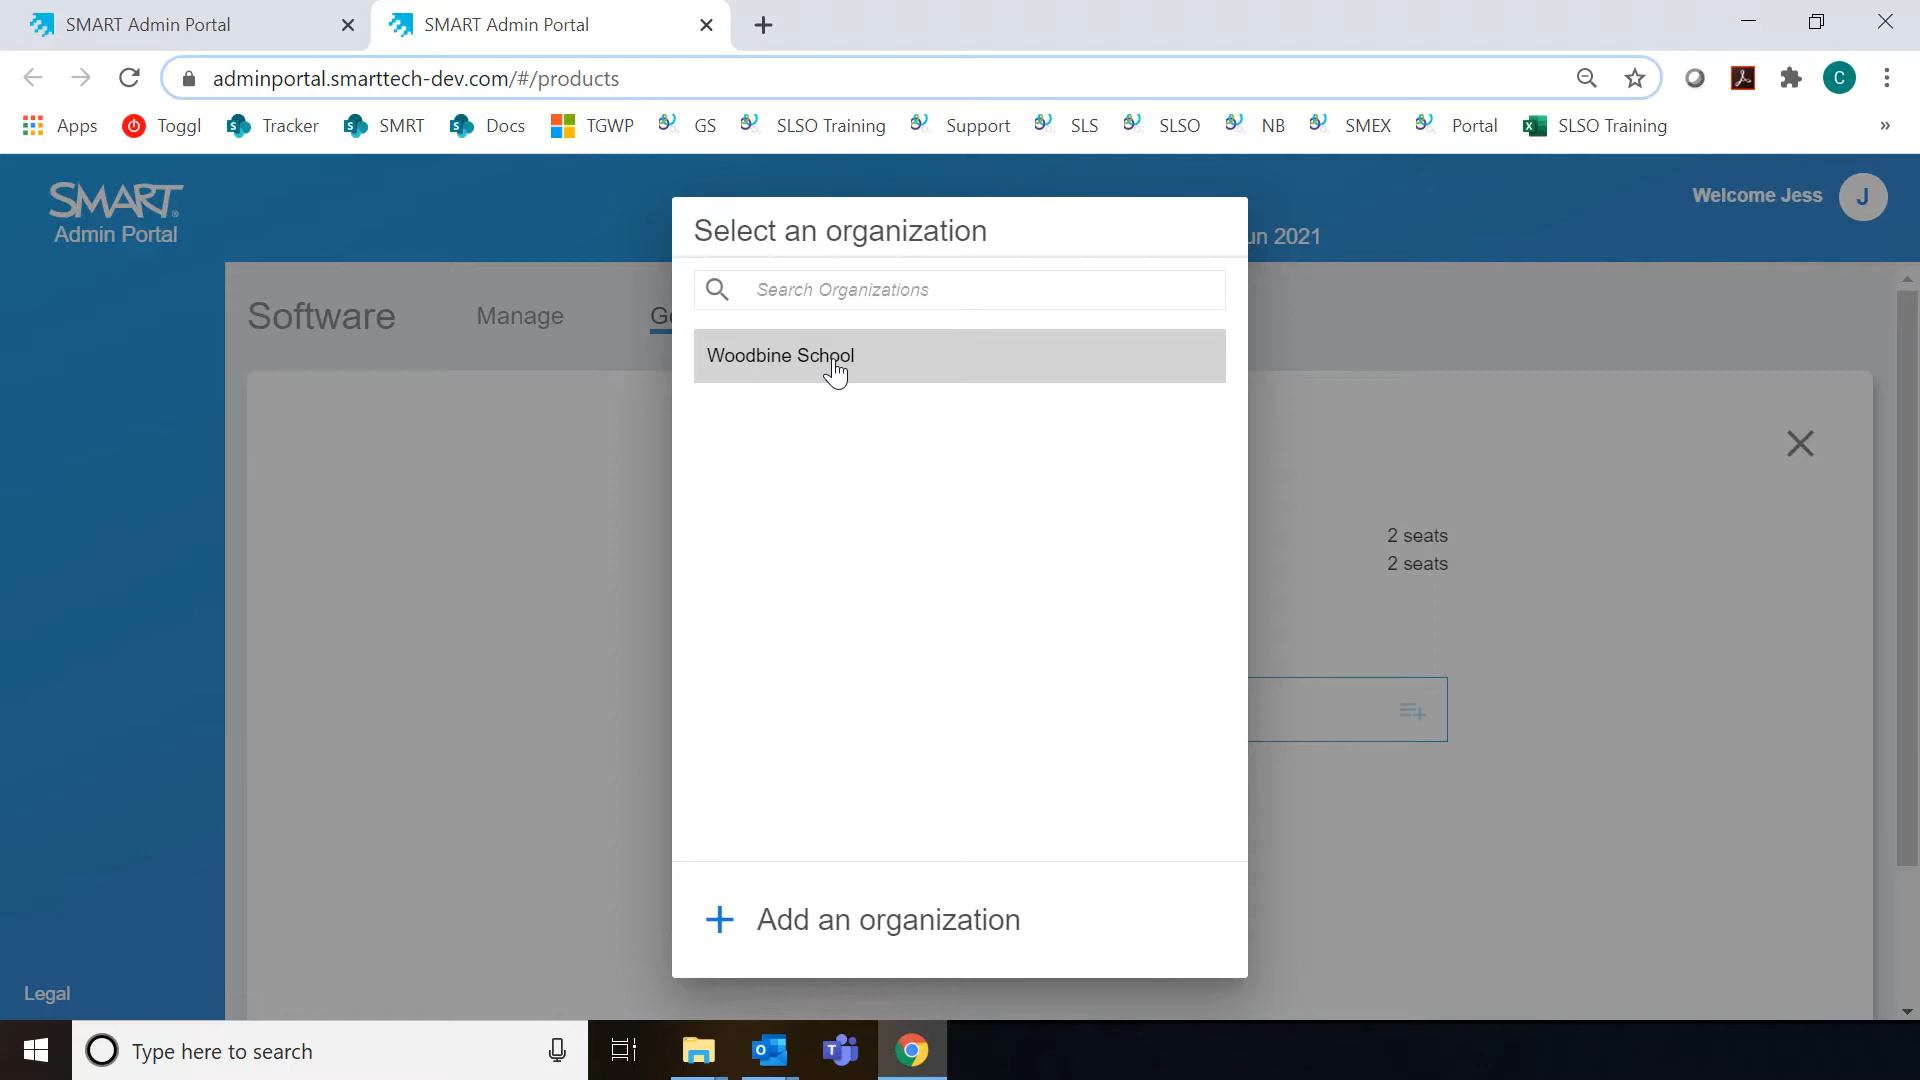 SMART Admin Portal
SMART Admin Portal
adminportal.smarttech-dev.com/#/products
C
Apps Toggl Tracker SMRT Docs TGWP GS SLSO Training Support SLS SLSO NB SMEX Portal SLSO Training »
SMART
Admin Portal
Welcome Jess J
un 2021
Select an organization
Search Organizations
Software Manage G
Woodbine School
2 seats
2 seats
Add an organization
Legal
Type here to search